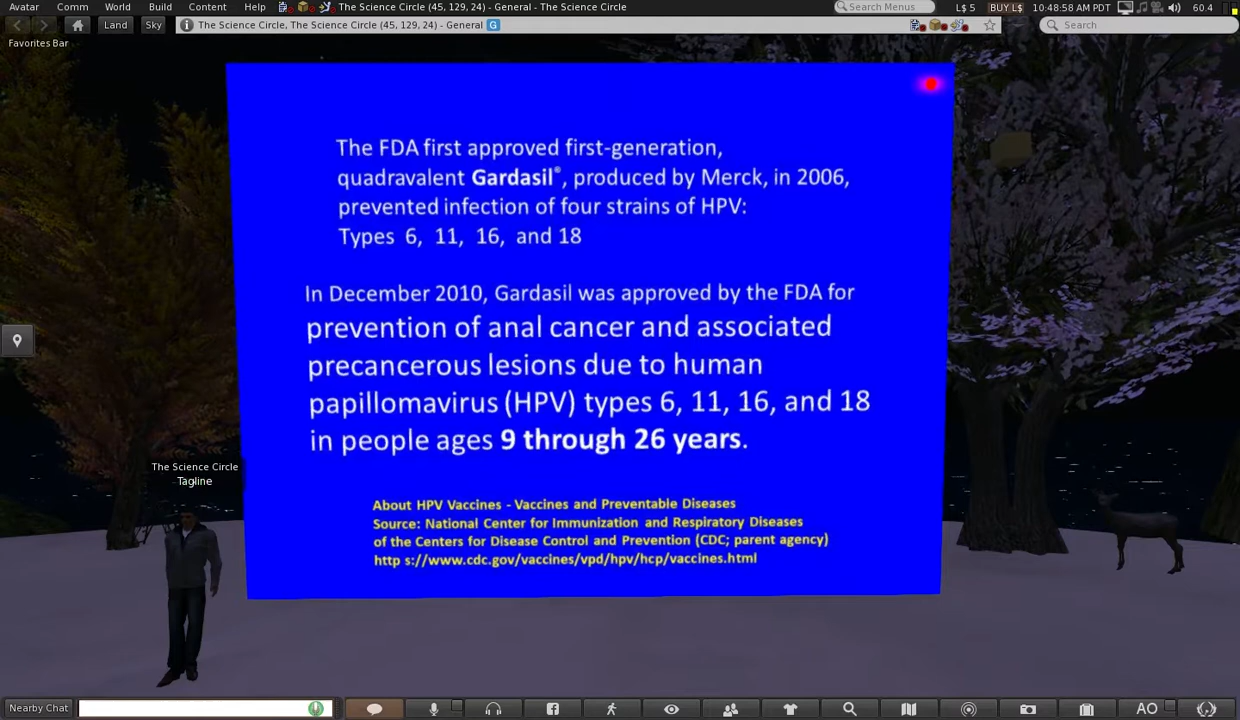 Avatar Comm World Build Content Help The Science Circle (45, 129, 24) - General - The Science Circle Search Menus L$ 5 BUY L$ 10:48:58 AM PDT 60.4
Land Sky The Science Circle, The Science Circle (45, 129, 24) - General G Search
Favorites Bar
The FDA first approved first-generation,
quadravalent Gardasil®, produced by Merck, in 2006,
prevented infection of four strains of HPV:
Types 6, 11, 16, and 18
In December 2010, Gardasil was approved by the FDA for
prevention of anal cancer and associated
precancerous lesions due to human
papillomavirus (HPV) types 6, 11, 16, and 18
in people ages 9 through 26 years.
The Science Circle
Tagline
About HPV Vaccines - Vaccines and Preventable Diseases
Source: National Center for Immunization and Respiratory Diseases
of the Centers for Disease Control and Prevention (CDC; parent agency)
http s://www.cdc.gov/vaccines/vpd/hpv/hcp/vaccines.html
Nearby Chat AO